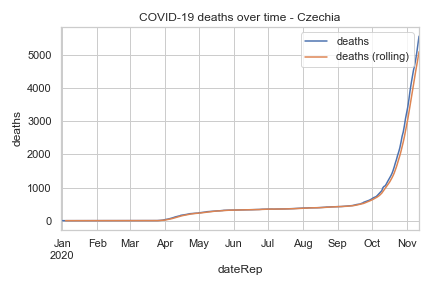 COVID-19 deaths over time - Czechia
deaths
deaths (rolling)
5000
4000
3000
2000
1000
0
deaths
Jan Feb Mar Apr May Jun Jul Aug Sep Oct Nov
2020
dateRep